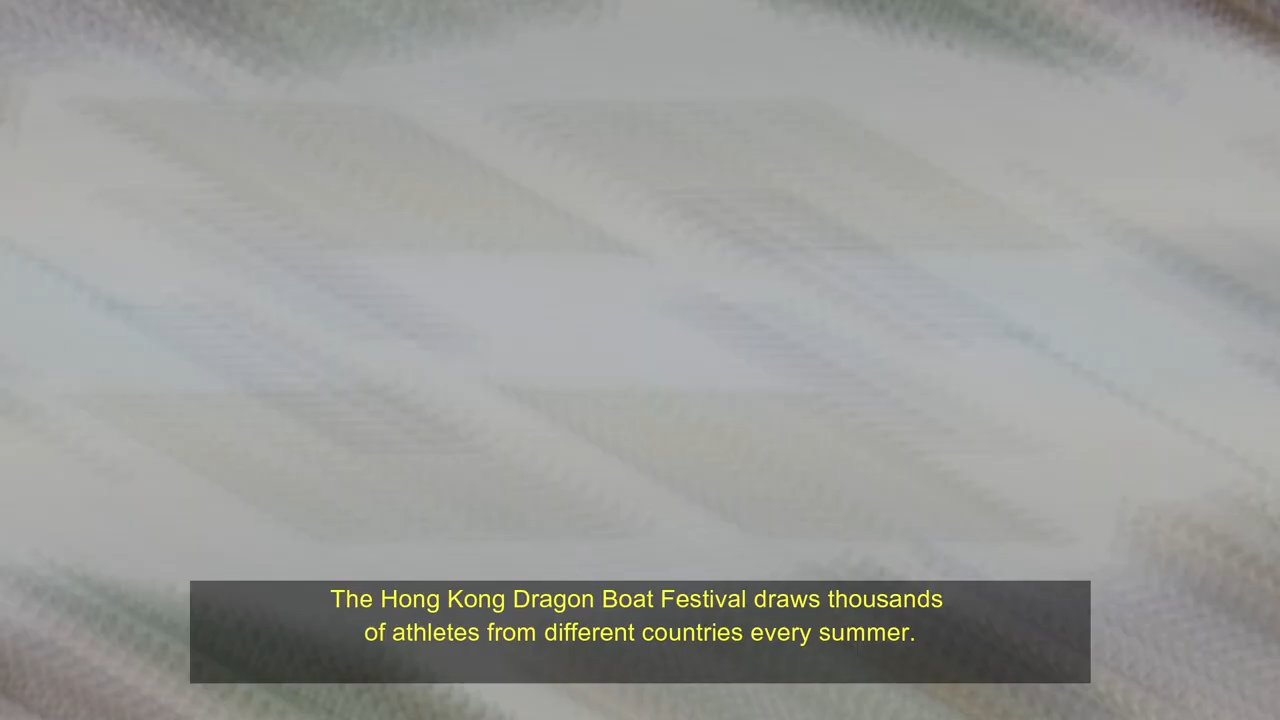 The Hong Kong Dragon Boat Festival draws thousands
of athletes from different countries every summer.